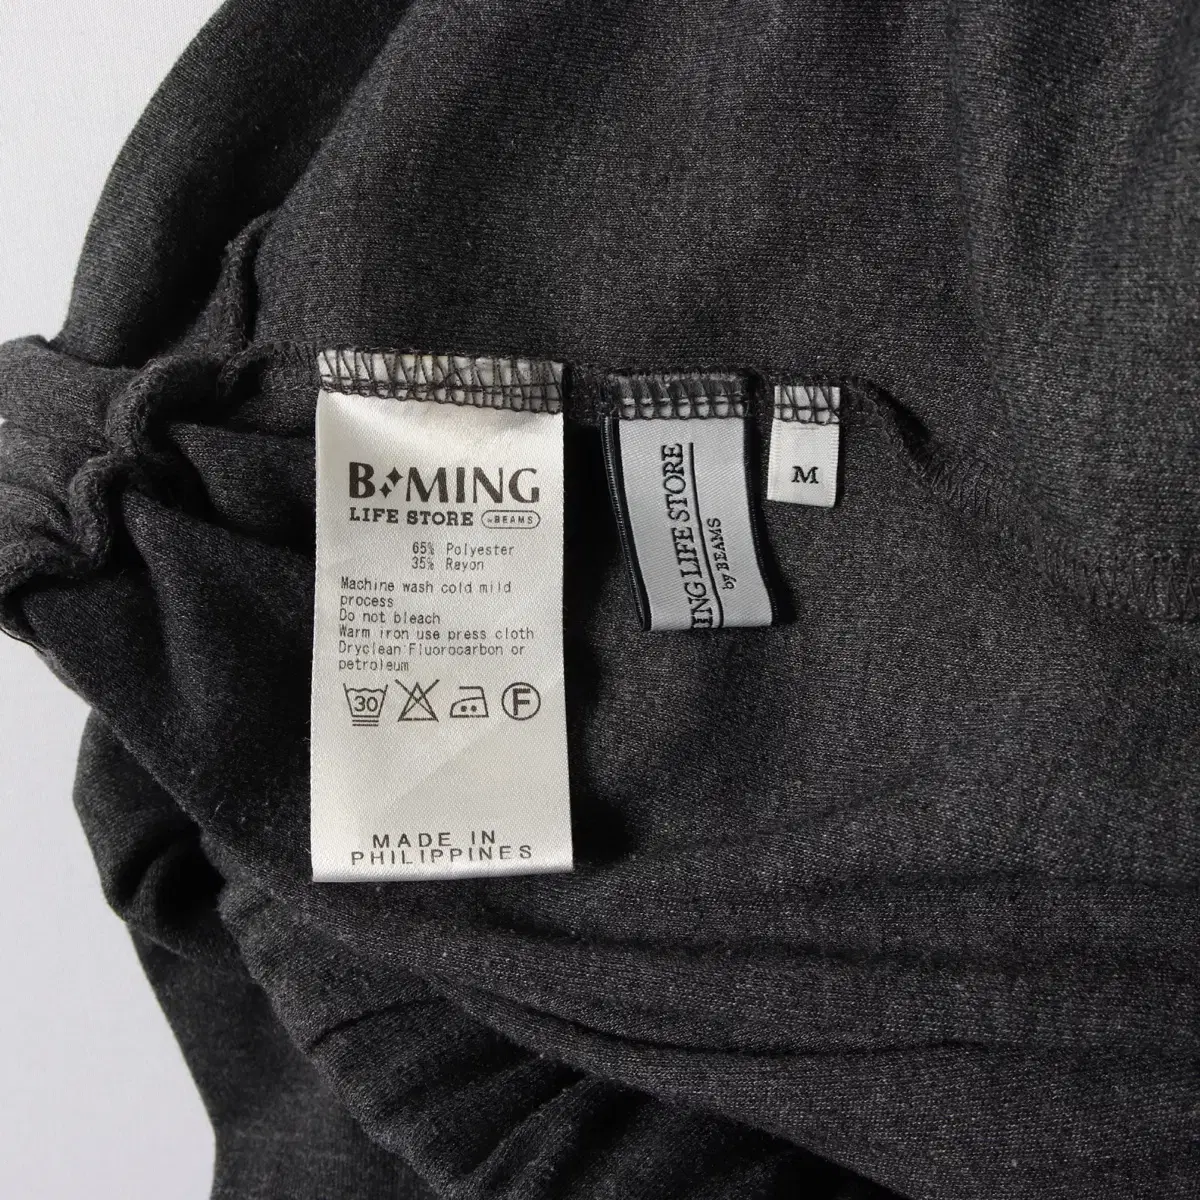 B✦MING
LIFE STORE by BEAMS
65% Polyester
35% Rayon
Machine wash cold mild
process
Do not bleach
Warm iron use press cloth
Dryclean Fluorocarbon or
petroleum
30
F
MADE IN
PHILIPPINES
ING LIFE STORE
by BEAMS
M